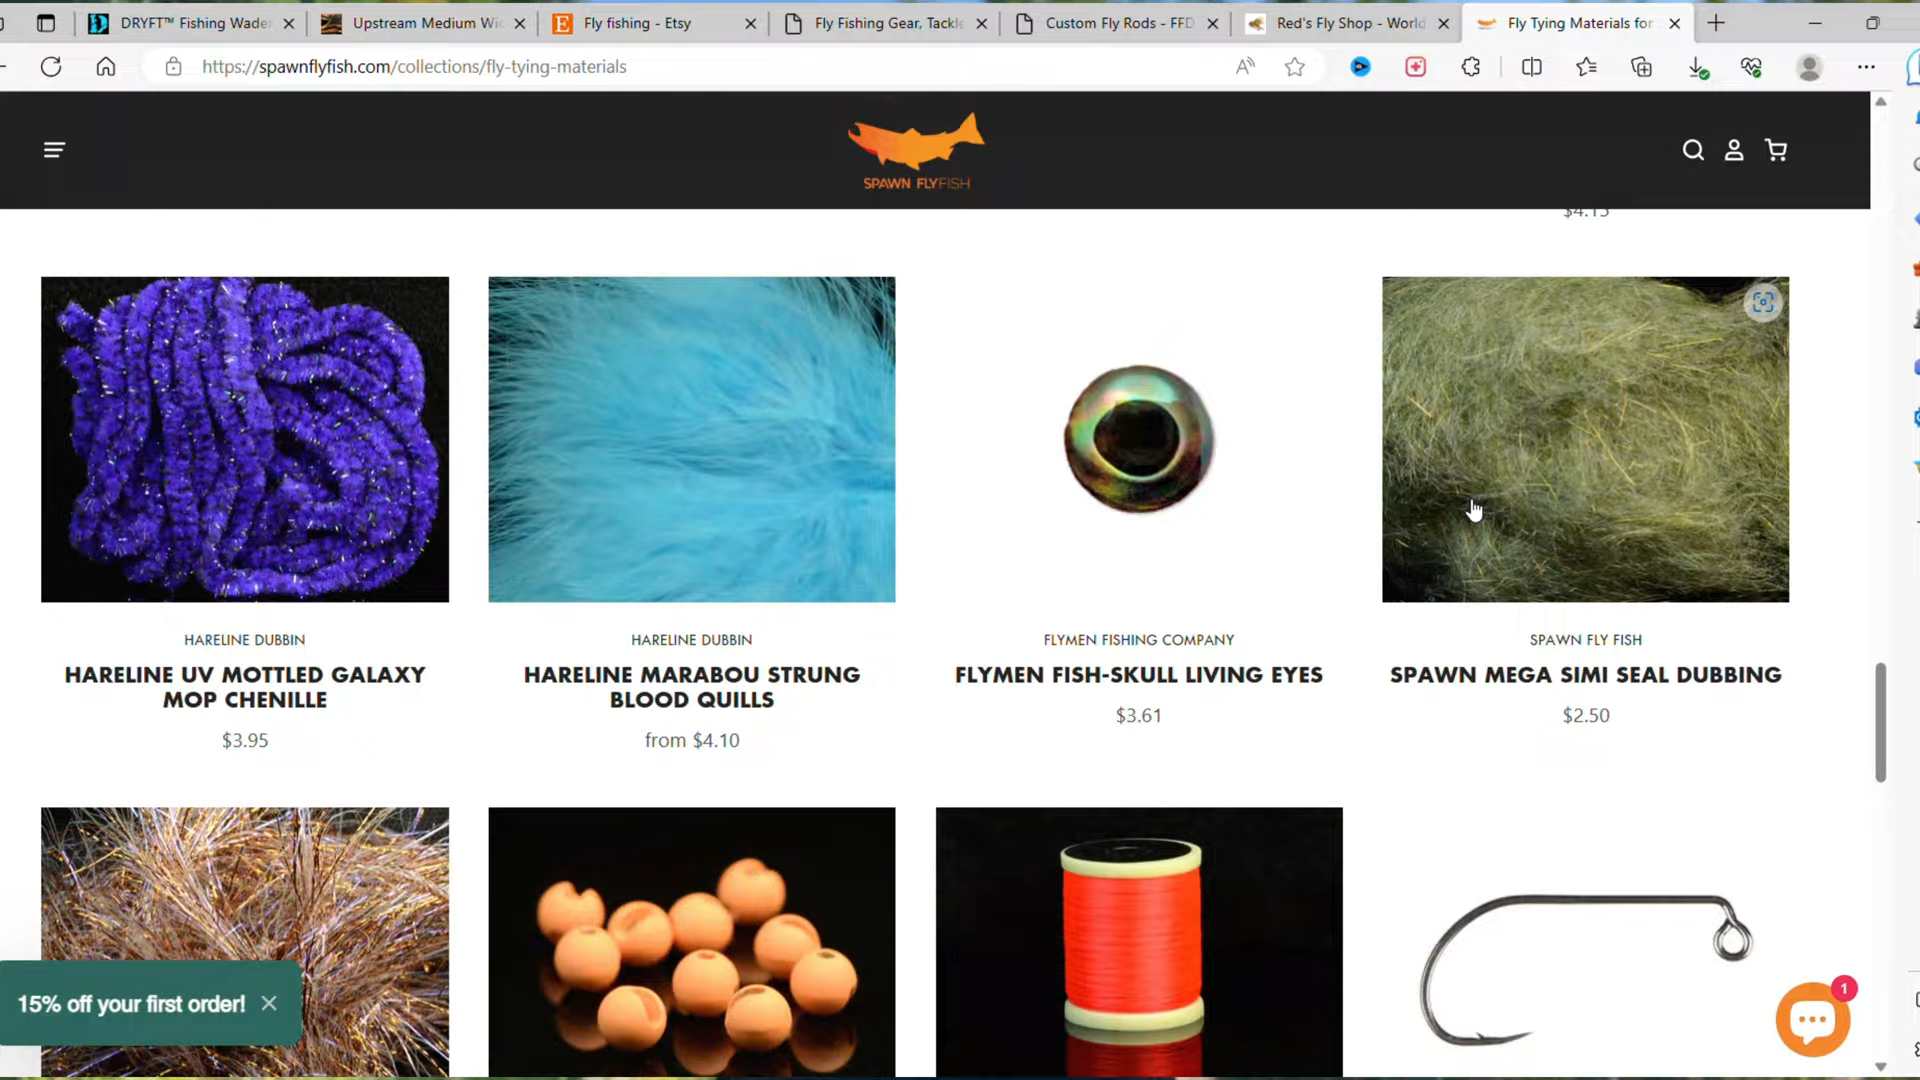 DRYFT™ Fishing Wader
Upstream Medium Wi
Fly fishing - Etsy
Fly Fishing Gear, Tackle
Custom Fly Rods - FFD
Red's Fly Shop - World
Fly Tying Materials for
https://spawnflyfish.com/collections/fly-tying-materials
SPAWN FLYFISH
$4.15
HARELINE DUBBIN
HARELINE UV MOTTLED GALAXY
MOP CHENILLE
$3.95
HARELINE DUBBIN
HARELINE MARABOU STRUNG
BLOOD QUILLS
from $4.10
FLYMEN FISHING COMPANY
FLYMEN FISH-SKULL LIVING EYES
$3.61
SPAWN FLY FISH
SPAWN MEGA SIMI SEAL DUBBING
$2.50
15% off your first order!
1